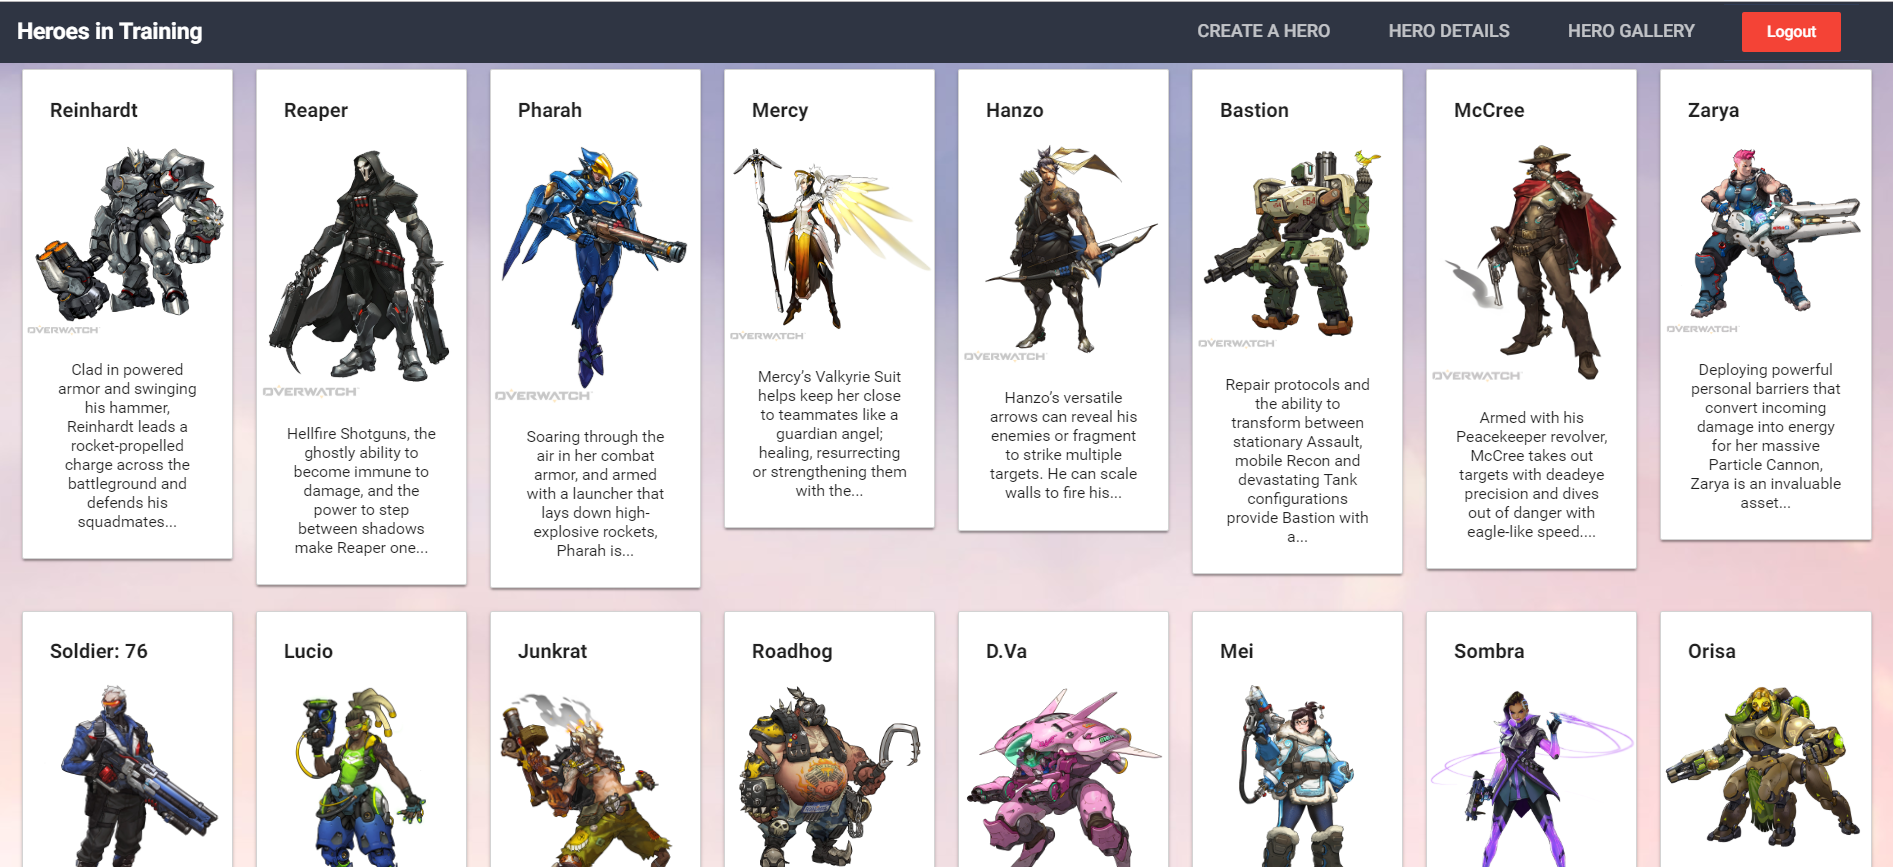 Heroes in Training
CREATE A HERO
HERO DETAILS
HERO GALLERY
Logout
Reinhardt
OVERWATCH
Clad in powered
armor and swinging
his hammer,
Reinhardt leads a
rocket-propelled
charge across the
battleground and
defends his
squadmates...
Reaper
OVERWATCH
Hellfire Shotguns, the
ghostly ability to
become immune to
damage, and the
power to step
between shadows
make Reaper one...
Pharah
OVERWATCH
Soaring through the
air in her combat
armor, and armed
with a launcher that
lays down high-
explosive rockets,
Pharah is...
Mercy
OVERWATCH
Mercy’s Valkyrie Suit
helps keep her close
to teammates like a
guardian angel;
healing, resurrecting
or strengthening them
with the...
Hanzo
OVERWATCH
Hanzo’s versatile
arrows can reveal his
enemies or fragment
to strike multiple
targets. He can scale
walls to fire his...
Bastion
E54
OVERWATCH
Repair protocols and
the ability to
transform between
stationary Assault,
mobile Recon and
devastating Tank
configurations
provide Bastion with
a...
McCree
OVERWATCH
Armed with his
Peacekeeper revolver,
McCree takes out
targets with deadeye
precision and dives
out of danger with
eagle-like speed....
Zarya
OVERWATCH
Deploying powerful
personal barriers that
convert incoming
damage into energy
for her massive
Particle Cannon,
Zarya is an invaluable
asset...
Soldier: 76
Lucio
Junkrat
Roadhog
D.Va
Mei
Sombra
Orisa